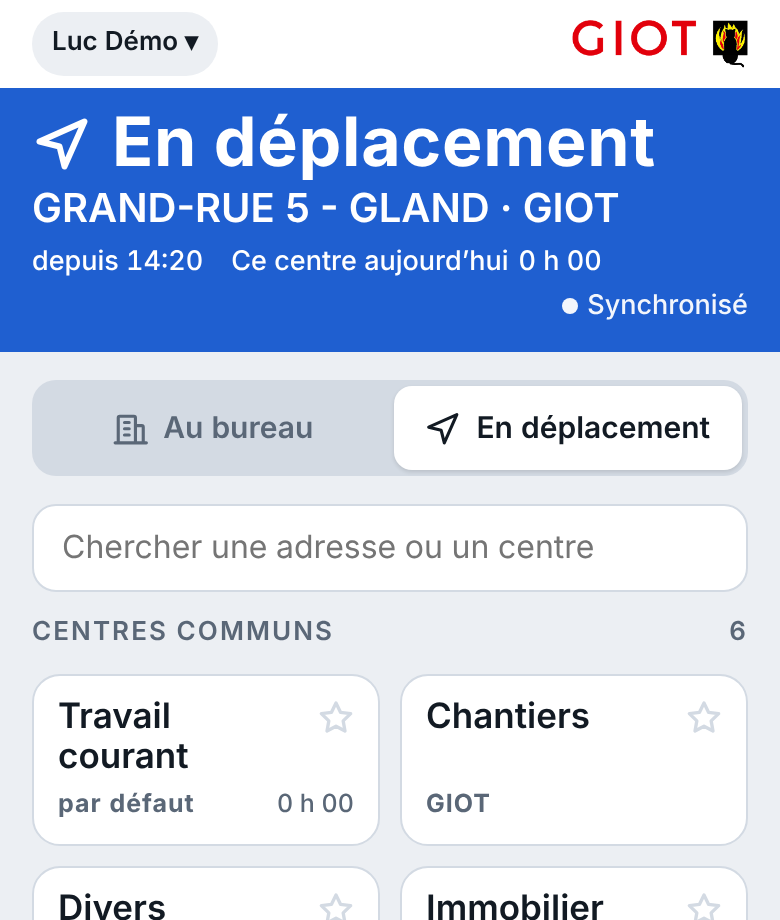 Luc Démo ▾
GIOT
En déplacement
GRAND-RUE 5 - GLAND · GIOT
depuis 14:20 Ce centre aujourd’hui 0 h 00
Synchronisé
Au bureau
En déplacement
Chercher une adresse ou un centre
CENTRES COMMUNS 6
Travail
courant
par défaut 0 h 00
Chantiers
GIOT
Divers
Immobilier